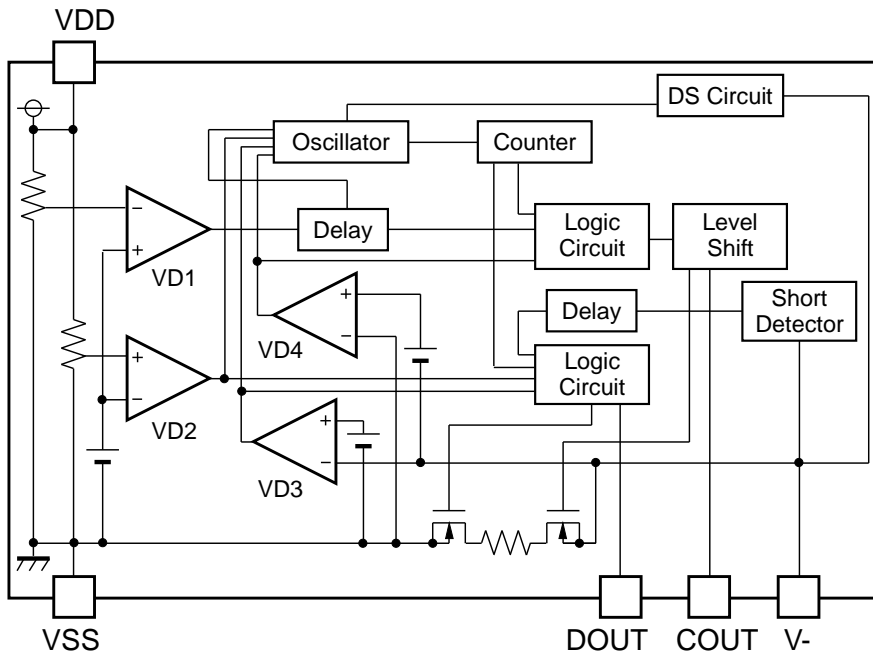 VDD
DS Circuit
Oscillator
Counter
−
+
VD1
Delay
Logic
Circuit
Level
Shift
+
−
VD4
Delay
Short
Detector
+
−
VD2
Logic
Circuit
+
−
VD3
VSS
DOUT
COUT
V-